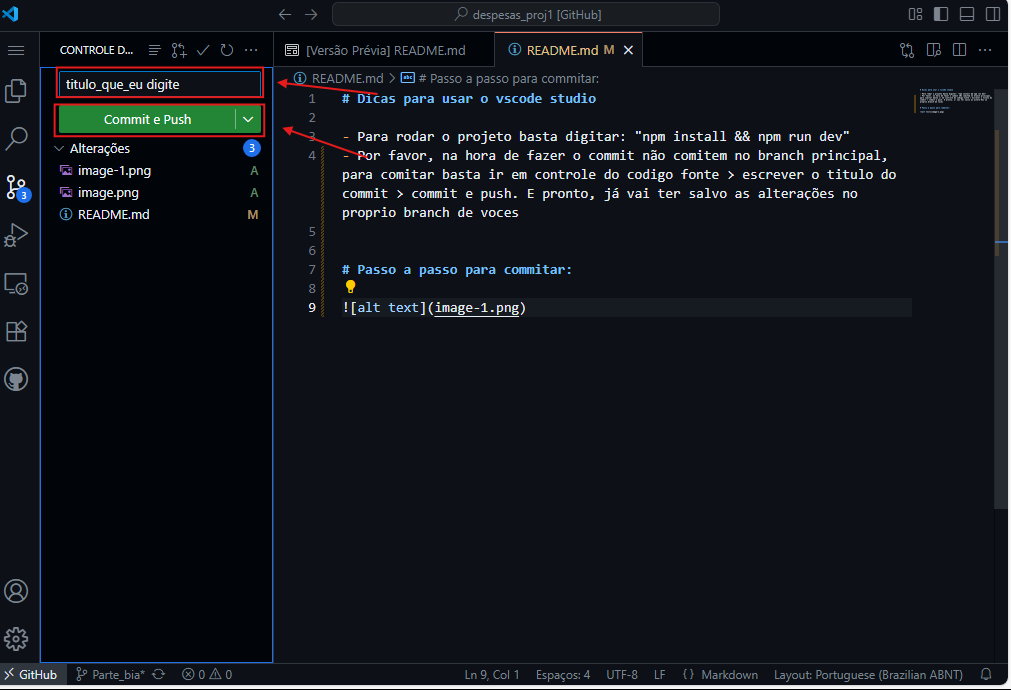 despesas_proj1 [GitHub]
CONTROLE D...
[Versão Prévia] README.md
README.md M
README.md > # Passo a passo para commitar:
titulo_que_eu digite
Commit e Push
Alterações 3
image-1.png A
image.png A
README.md M
3
1 # Dicas para usar o vscode studio
2
3 - Para rodar o projeto basta digitar: "npm install && npm run dev"
4 - Por favor, na hora de fazer o commit não comitem no branch principal,
para comitar basta ir em controle do codigo fonte > escrever o titulo do
commit > commit e push. E pronto, já vai ter salvo as alterações no
proprio branch de voces
5
6
7 # Passo a passo para commitar:
8
9 ![alt text](image-1.png)
GitHub Parte_bia* 0 0 Ln 9, Col 1 Espaços: 4 UTF-8 LF {} Markdown Layout: Portuguese (Brazilian ABNT)